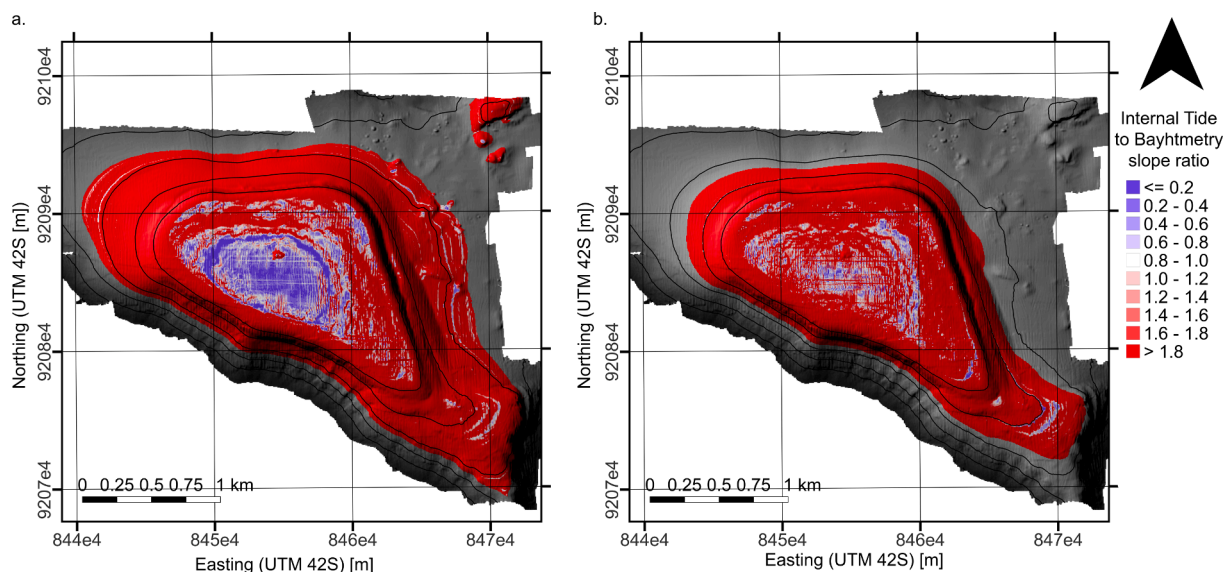 a.
b.
9210e4
9209e4
9208e4
9207e4
Northing (UTM 42S) [m])
0 0.25 0.5 0.75 1 km
844e4 845e4 846e4 847e4
Easting (UTM 42S) [m]
9210e4
9209e4
9208e4
9207e4
Northing (UTM 42S) [m])
0 0.25 0.5 0.75 1 km
844e4 845e4 846e4 847e4
Easting (UTM 42S) [m]
Internal Tide
to Bayhtmetry
slope ratio
<= 0.2
0.2 - 0.4
0.4 - 0.6
0.6 - 0.8
0.8 - 1.0
1.0 - 1.2
1.2 - 1.4
1.4 - 1.6
1.6 - 1.8
> 1.8